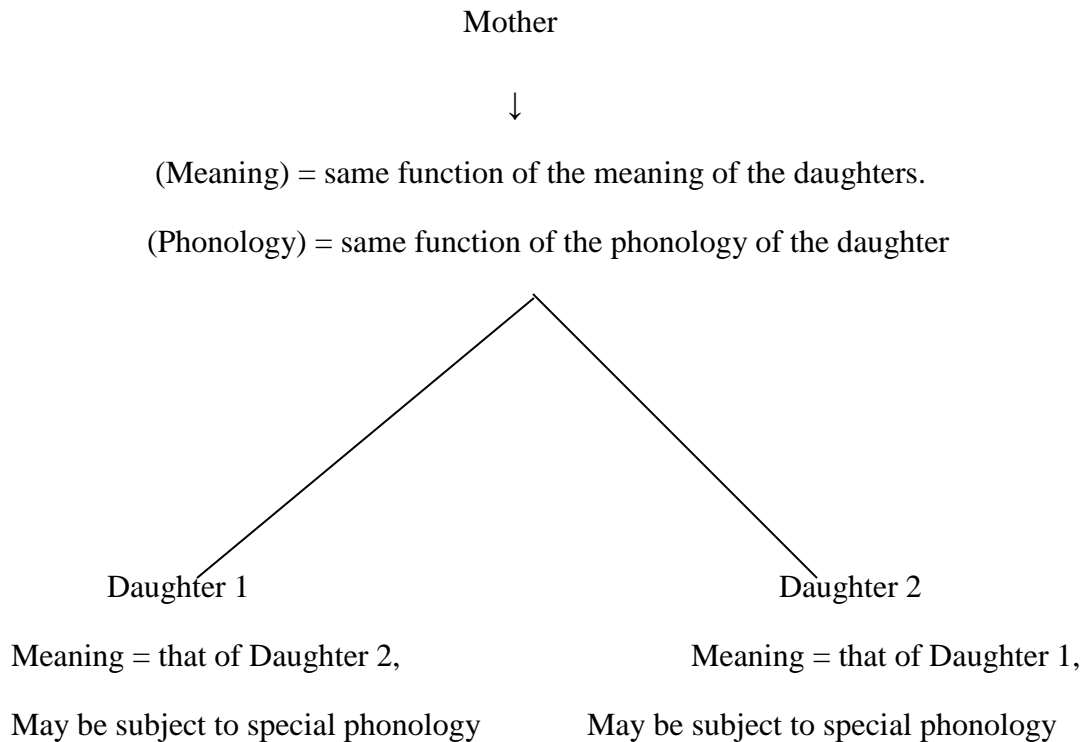 Mother
↓
(Meaning) = same function of the meaning of the daughters.
(Phonology) = same function of the phonology of the daughter
Daughter 1 Daughter 2
Meaning = that of Daughter 2, Meaning = that of Daughter 1,
May be subject to special phonology May be subject to special phonology